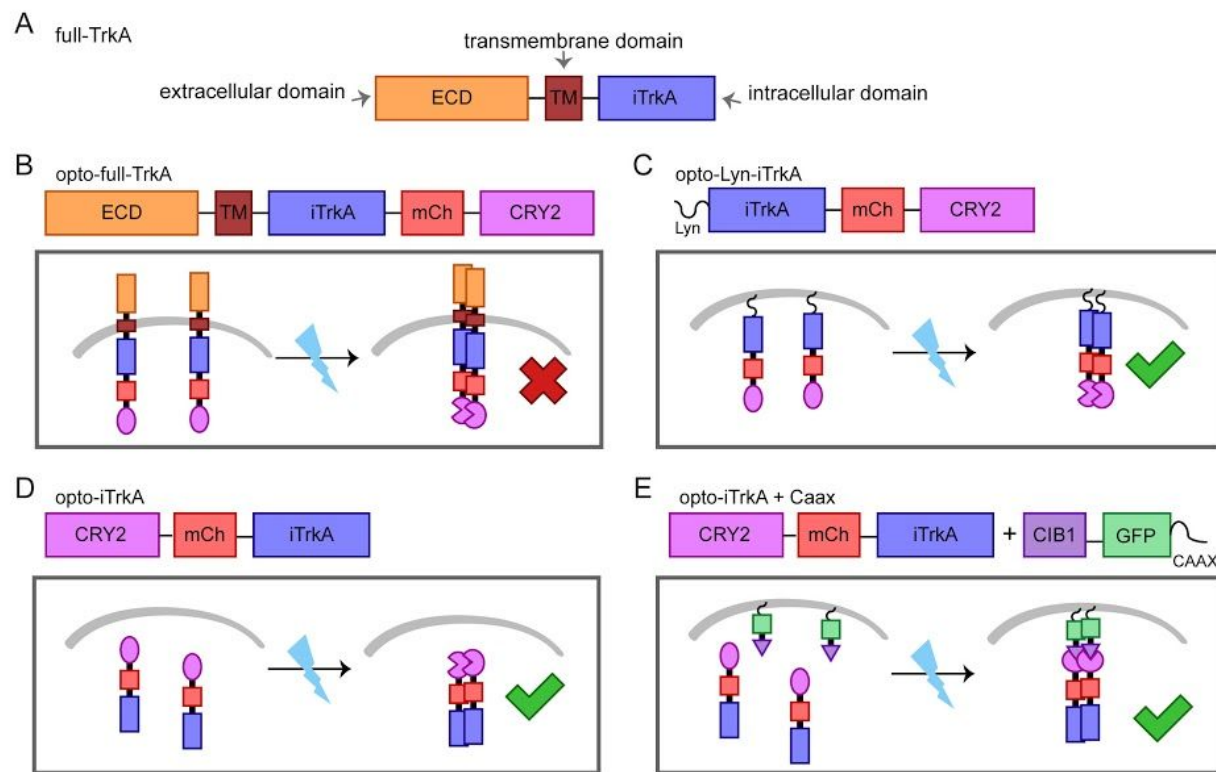 A
full-TrkA
transmembrane domain
extracellular domain
ECD
TM
iTrkA
intracellular domain
B
opto-full-TrkA
ECD
TM
iTrkA
mCh
CRY2
C
opto-Lyn-iTrkA
Lyn
iTrkA
mCh
CRY2
D
opto-iTrkA
CRY2
mCh
iTrkA
E
opto-iTrkA + Caax
CRY2
mCh
iTrkA
+
CIB1
GFP
CAAX